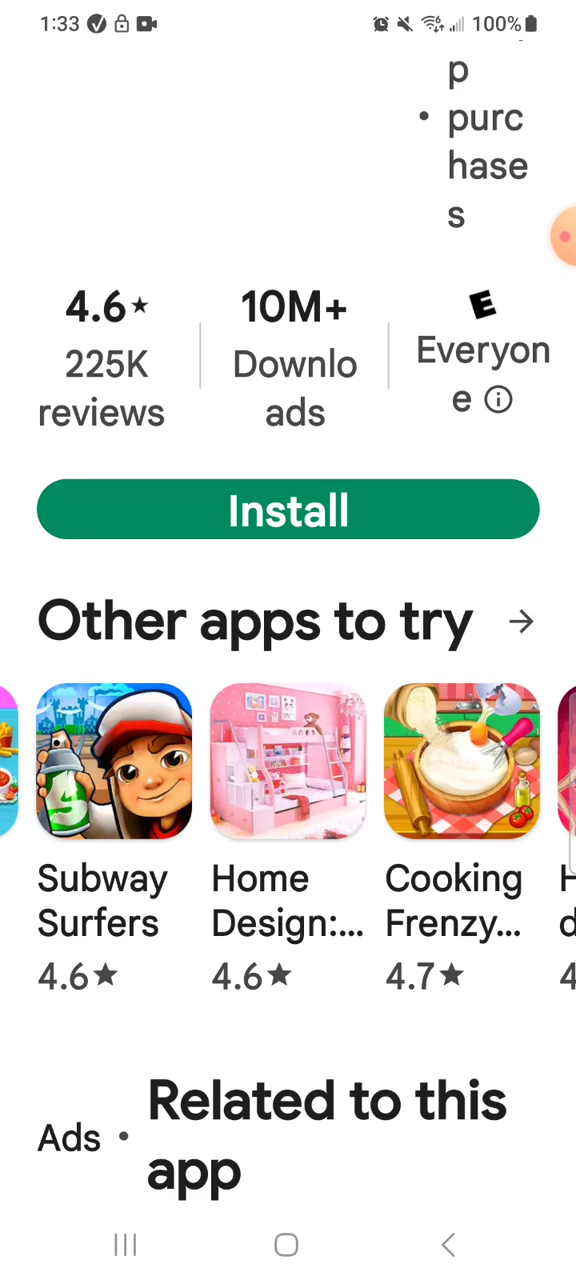 1:33
100%
p
• purc
hase
s
4.6★
225K
reviews
10M+
Downlo
ads
E
Everyon
e
Install
Other apps to try →
Subway
Surfers
4.6★
Home
Design:...
4.6★
Cooking
Frenzy...
4.7★
d
4
Ads • Related to this
app